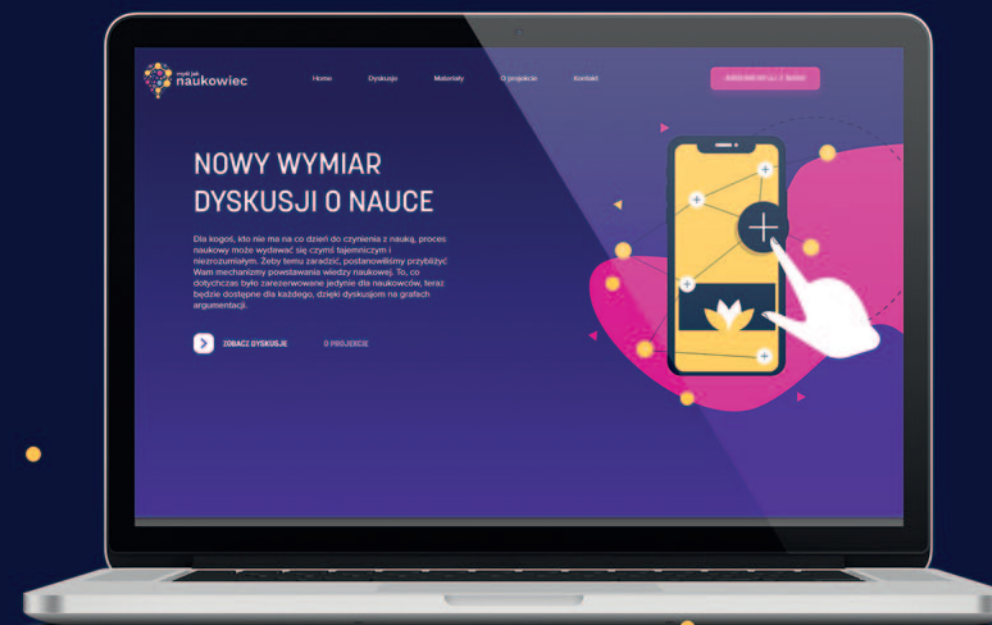 myśl jak
naukowiec
Home
Dyskusje
Materiały
O projekcie
Kontakt
NOWY WYMIAR
DYSKUSJI O NAUCE
Dla kogoś, kto nie ma na co dzień do czynienia z nauką, proces
naukowy może wydawać się czymś tajemniczym i
niezrozumiałym. Żeby temu zaradzić, postanowiliśmy przybliżyć
Wam mechanizmy powstawania wiedzy naukowej. To, co
dotychczas było zarezerwowane jedynie dla naukowców, teraz
będzie dostępne dla każdego, dzięki dyskusjom na grafach
argumentacji.
ZOBACZ DYSKUSJE
O PROJEKCIE